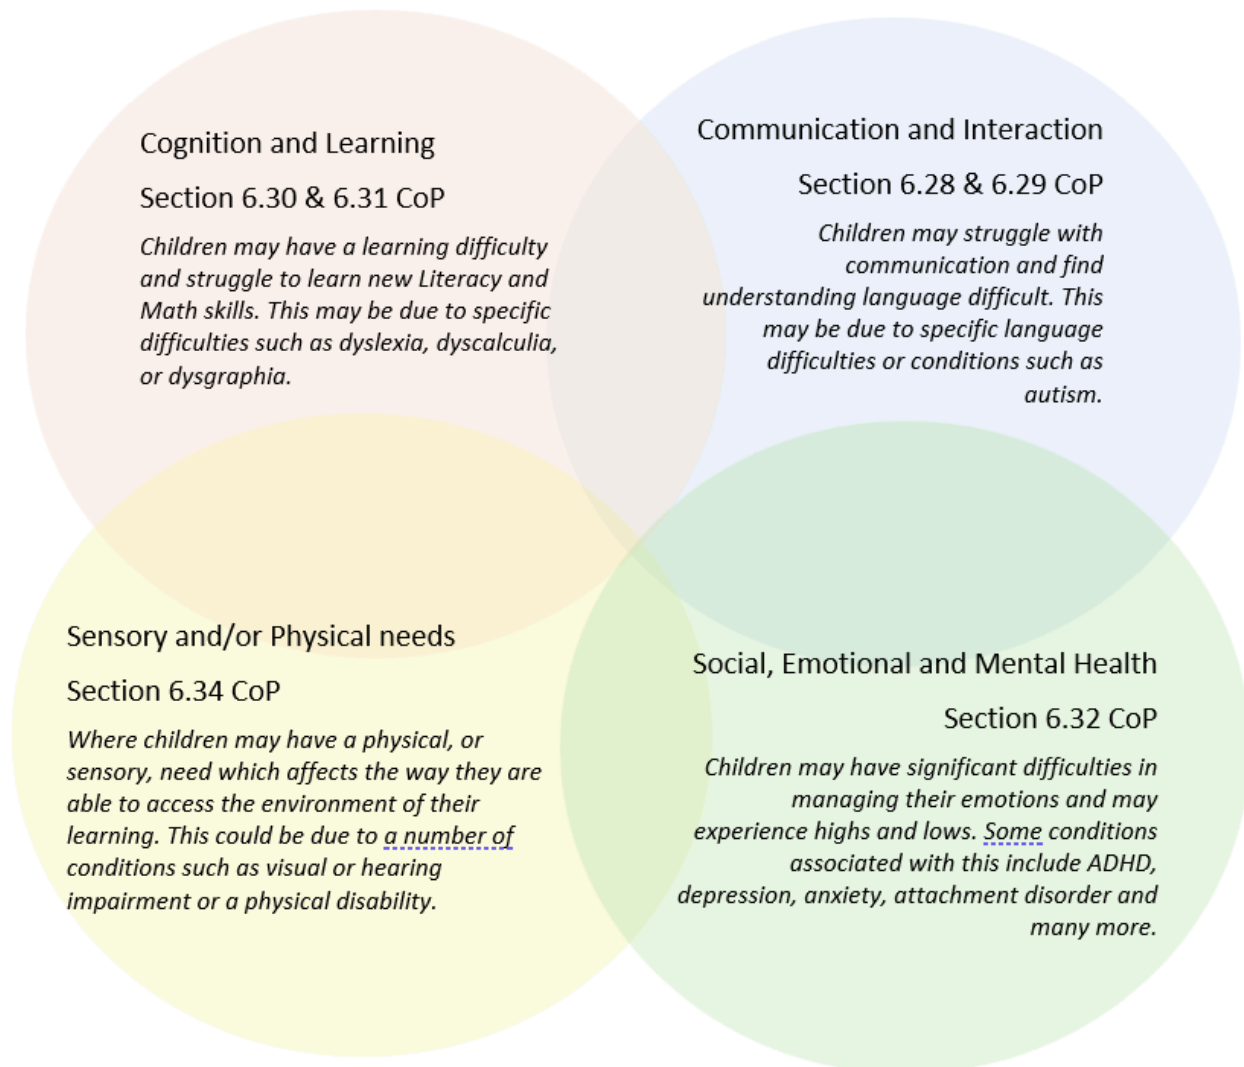 Cognition and Learning
Section 6.30 & 6.31 CoP
Children may have a learning difficulty
and struggle to learn new Literacy and
Math skills. This may be due to specific
difficulties such as dyslexia, dyscalculia,
or dysgraphia.
Communication and Interaction
Section 6.28 & 6.29 CoP
Children may struggle with
communication and find
understanding language difficult. This
may be due to specific language
difficulties or conditions such as
autism.
Sensory and/or Physical needs
Section 6.34 CoP
Where children may have a physical, or
sensory, need which affects the way they are
able to access the environment of their
learning. This could be due to a number of
conditions such as visual or hearing
impairment or a physical disability.
Social, Emotional and Mental Health
Section 6.32 CoP
Children may have significant difficulties in
managing their emotions and may
experience highs and lows. Some conditions
associated with this include ADHD,
depression, anxiety, attachment disorder and
many more.